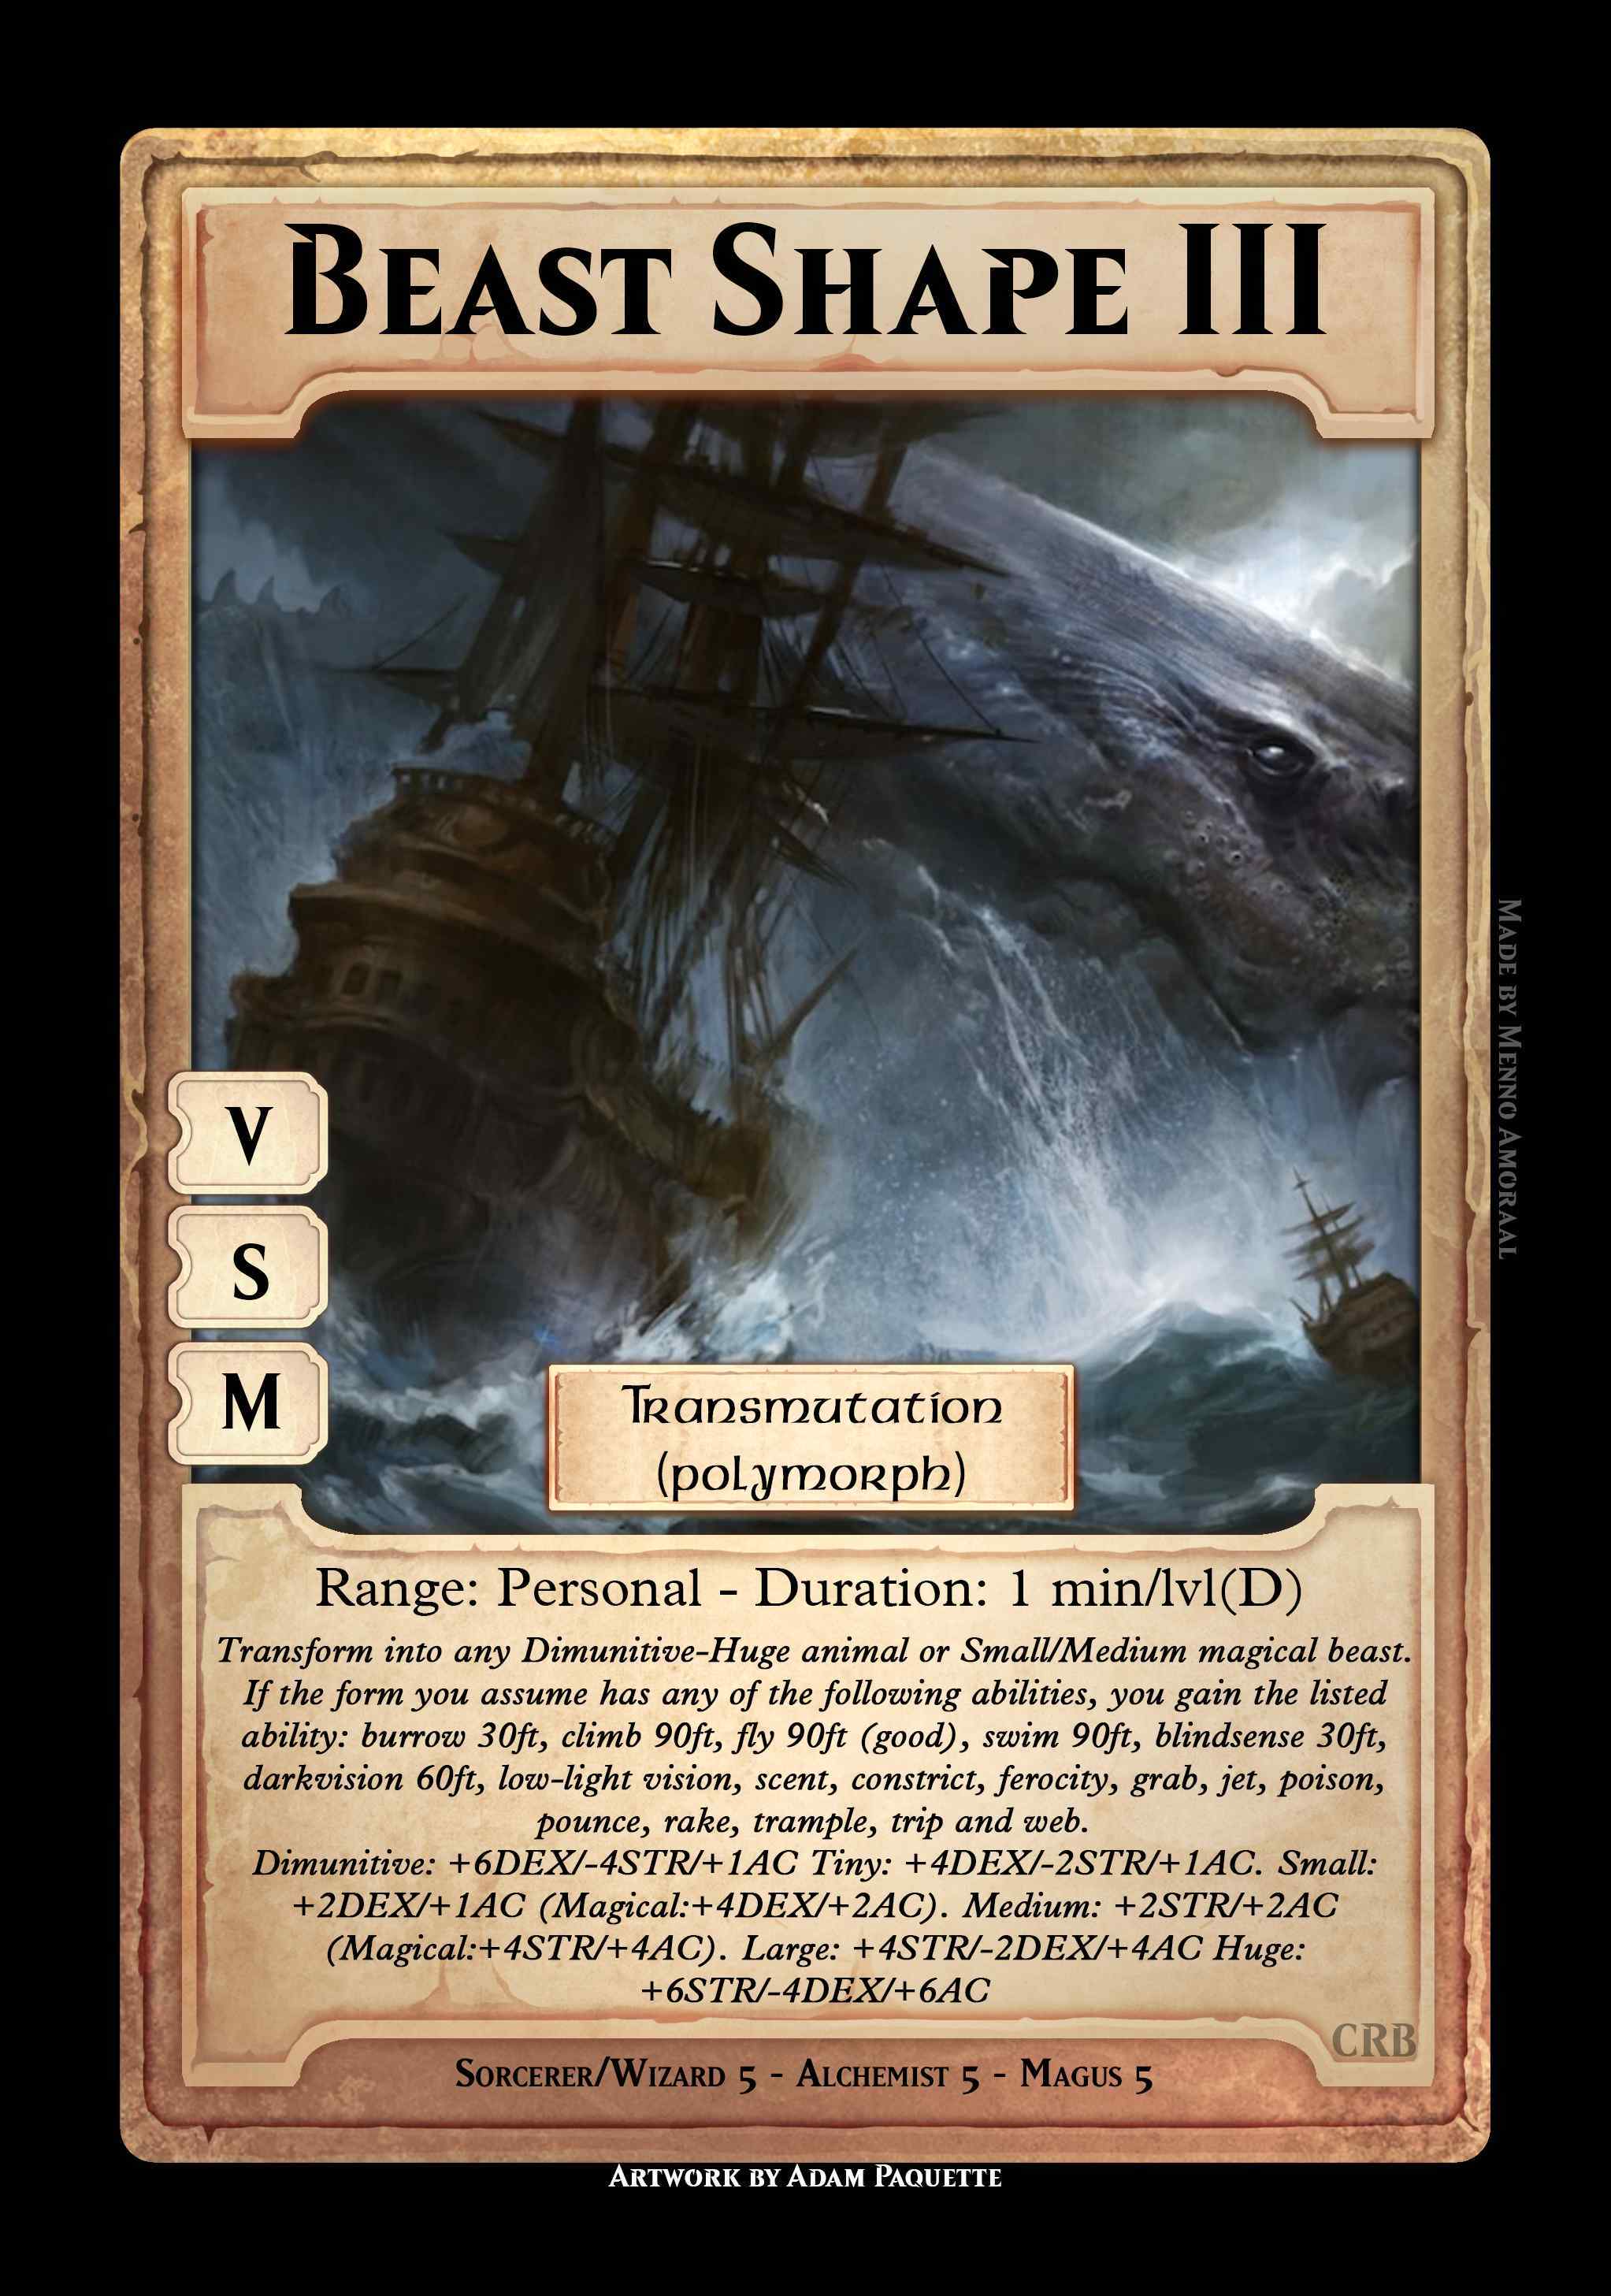 Beast Shape III
V
S
M
Transmutation
(polymorph)
Range: Personal - Duration: 1 min/lvl(D)
Transform into any Dimunitive-Huge animal or Small/Medium magical beast.
If the form you assume has any of the following abilities, you gain the listed
ability: burrow 30ft, climb 90ft, fly 90ft (good), swim 90ft, blindsense 30ft,
darkvision 60ft, low-light vision, scent, constrict, ferocity, grab, jet, poison,
pounce, rake, trample, trip and web.
Dimunitive: +6DEX/-4STR/+1AC Tiny: +4DEX/-2STR/+1AC. Small:
+2DEX/+1AC (Magical:+4DEX/+2AC). Medium: +2STR/+2AC
(Magical:+4STR/+4AC). Large: +4STR/-2DEX/+4AC Huge:
+6STR/-4DEX/+6AC
CRB
Sorcerer/Wizard 5 - Alchemist 5 - Magus 5
Artwork by Adam Paquette
Made by Menno Amoraal